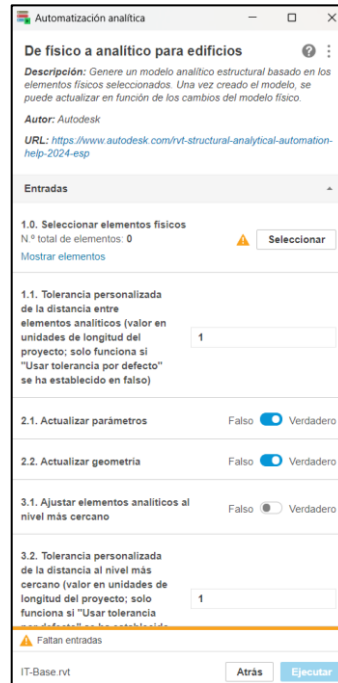 Automatización analítica
De físico a analítico para edificios
Descripción: Genere un modelo analítico estructural basado en los
elementos físicos seleccionados. Una vez creado el modelo, se
puede actualizar en función de los cambios del modelo físico.
Autor: Autodesk
URL: https://www.autodesk.com/rvt-structural-analytical-automation-
help-2024-esp
Entradas
1.0. Seleccionar elementos físicos
N.º total de elementos: 0
Seleccionar
Mostrar elementos
1.1. Tolerancia personalizada
de la distancia entre
elementos analíticos (valor en
unidades de longitud del
proyecto; solo funciona si
"Usar tolerancia por defecto"
se ha establecido en falso)
1
2.1. Actualizar parámetros
Falso Verdadero
2.2. Actualizar geometría
Falso Verdadero
3.1. Ajustar elementos analíticos al
nivel más cercano
Falso Verdadero
3.2. Tolerancia personalizada
de la distancia al nivel más
cercano (valor en unidades de
longitud del proyecto; solo
funciona si "Usar tolerancia
por defecto" se ha establecido
1
Faltan entradas
IT-Base.rvt
Atrás
Ejecutar